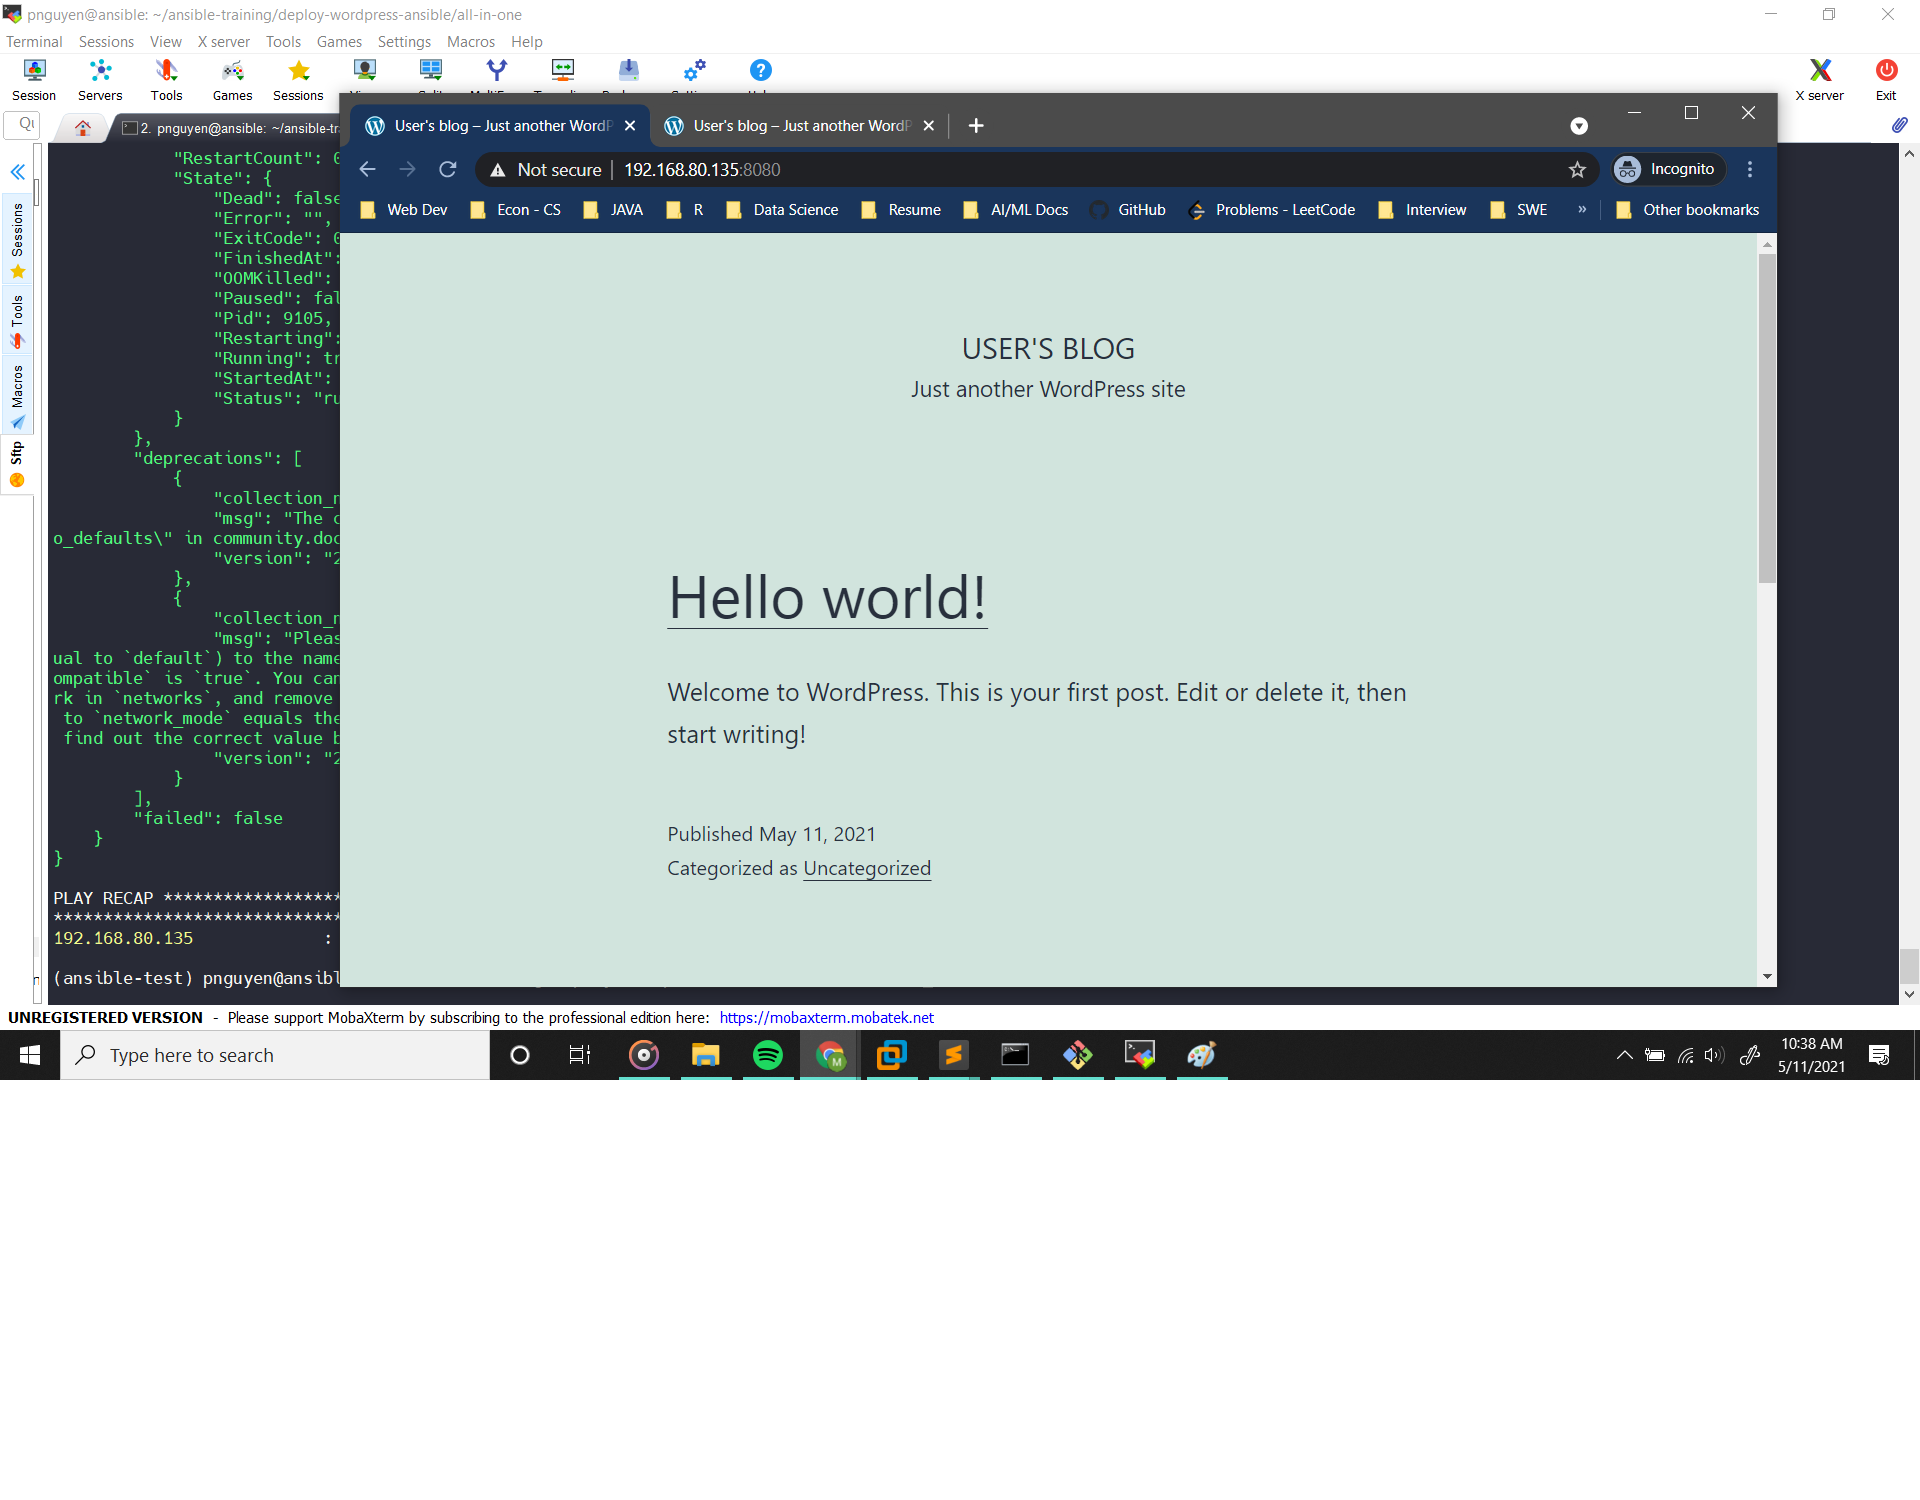 pnguyen@ansible: ~/ansible-training/deploy-wordpress-ansible/all-in-one
Terminal Sessions View X server Tools Games Settings Macros Help
Session Servers Tools Games Sessions X server Exit
2. pnguyen@ansible: ~/ansible-tr
User's blog – Just another WordP User's blog – Just another WordP
Not secure 192.168.80.135:8080 Incognito
Web Dev Econ - CS JAVA R Data Science Resume AI/ML Docs GitHub Problems - LeetCode Interview SWE » Other bookmarks
Sessions
Tools
Macros
Sftp
"RestartCount": 0
"State": {
"Dead": false
"Error": "",
"ExitCode": 0
"FinishedAt":
"OOMKilled":
"Paused": fal
"Pid": 9105,
"Restarting":
"Running": tr
"StartedAt":
"Status": "ru
}
},
"deprecations": [
{
"collection_n
"msg": "The c
o_defaults\" in community.doc
"version": "2
},
{
"collection_n
"msg": "Pleas
ual to `default`) to the name
ompatible` is `true`. You can
rk in `networks`, and remove
to `network_mode` equals the
find out the correct value b
"version": "2
}
],
"failed": false
}
}
PLAY RECAP ******************
*****************************
192.168.80.135 :
(ansible-test) pnguyen@ansibl
USER'S BLOG
Just another WordPress site
Hello world!
Welcome to WordPress. This is your first post. Edit or delete it, then
start writing!
Published May 11, 2021
Categorized as Uncategorized
UNREGISTERED VERSION - Please support MobaXterm by subscribing to the professional edition here: https://mobaxterm.mobatek.net
Type here to search
10:38 AM
5/11/2021